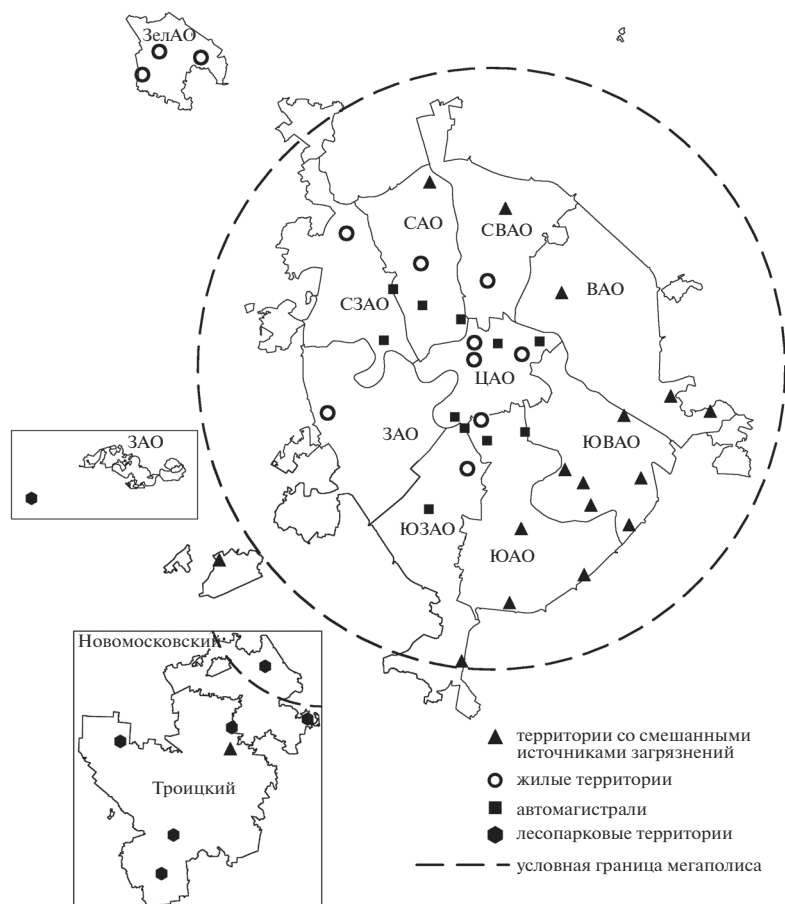 ЗелАО
САО
СВАО
ВАО
СЗАО
ЦАО
ЗАО
ЗАО
ЮВАО
ЮЗАО
ЮАО
Новомосковский
Троицкий
территории со смешанными
источниками загрязнений
жилые территории
автомагистрали
лесопарковые территории
условная граница мегаполиса